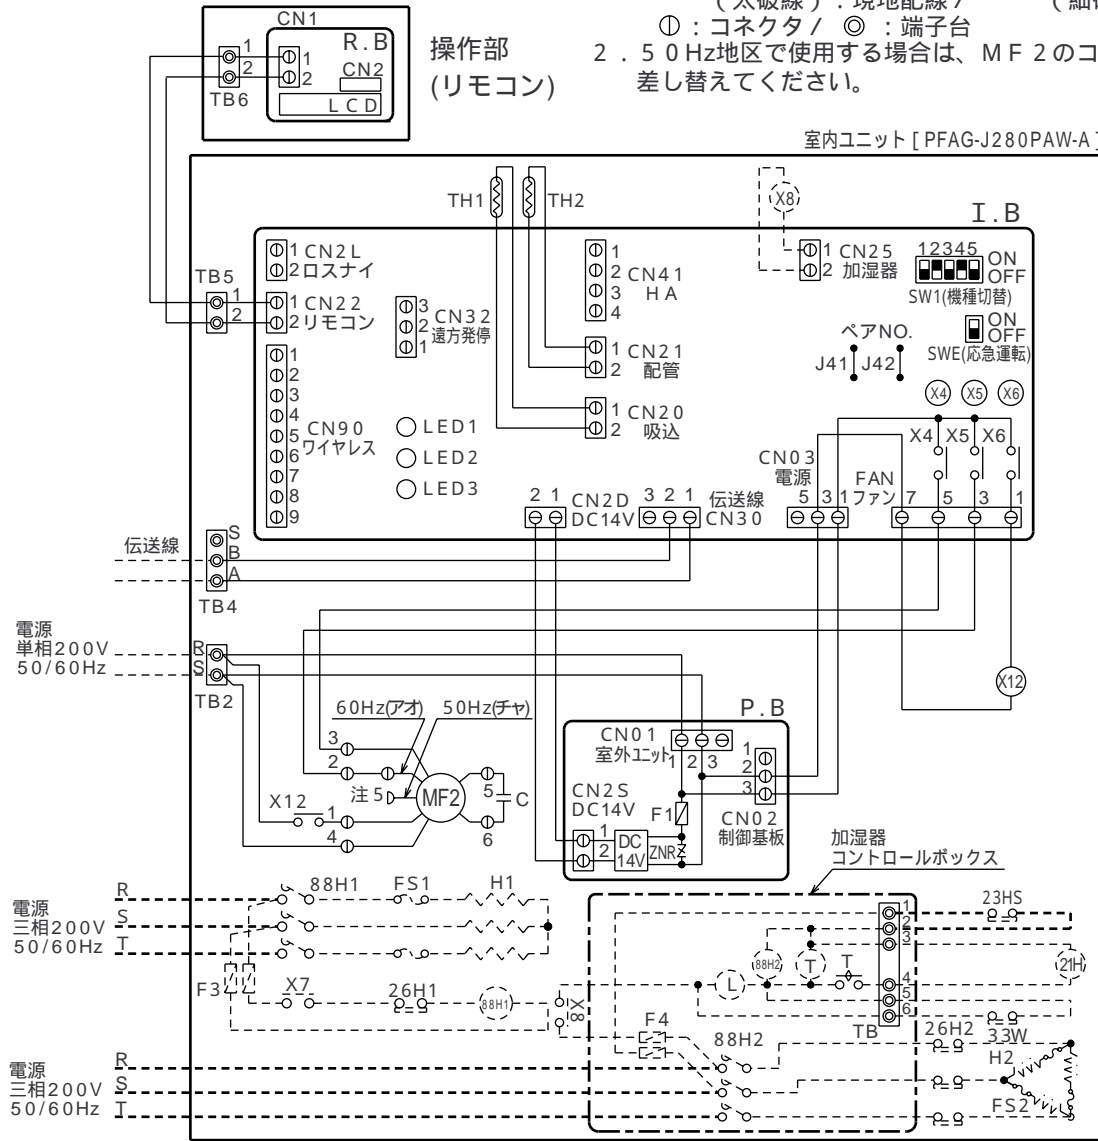 (太破線):現地配線/ (細
⦶:コネクタ/ ◎:端子台
2.50Hz地区で使用する場合は、MF2のコ
差し替えてください。
CN1
R.B
CN2
LCD
1
2
1
2
TB6
操作部
(リモコン)
室内ユニット[PFAG-J280PAW-A]
TH1
TH2
X8
I.B
1 CN2L
2 ロスナイ
TB5
1
2
1 CN22
2 リモコン
3
2
1
CN32
遠方発停
1
2
3
4
CN41
HA
1 CN25
2 加湿器
12345
ON
OFF
SW1(機種切替)
ON
OFF
SWE(応急運転)
ペアNO.
J41
J42
1
2
CN21
配管
1
2
CN20
吸込
1
2
3
4
5
6
7
8
9
CN90
ワイヤレス
LED1
LED2
LED3
X4
X5
X6
X4
X5
X6
CN03
電源
5 3 1
FAN
ファン
7 5 3 1
2 1 CN2D
DC14V
3 2 1 伝送線
CN30
伝送線
S
B
A
TB4
電源
単相200V
50/60Hz
R
S
TB2
X12
60Hz(アオ)
50Hz(チャ)
3
2
注5
MF2
X12
1
4
5
6
C
P.B
CN01
室外ユニット
1 2 3
1
2
3
CN02
制御基板
CN2S
DC14V
1
2
DC
14V
F1
ZNR
加湿器
コントロールボックス
電源
三相200V
50/60Hz
R
S
T
88H1
FS1
H1
F3
X7
26H1
88H1
X8
F4
88H2
L
88H2
T
T
1
2
3
4
5
6
TB
23HS
21H
33W
26H2
H2
FS2
電源
三相200V
50/60Hz
R
S
T